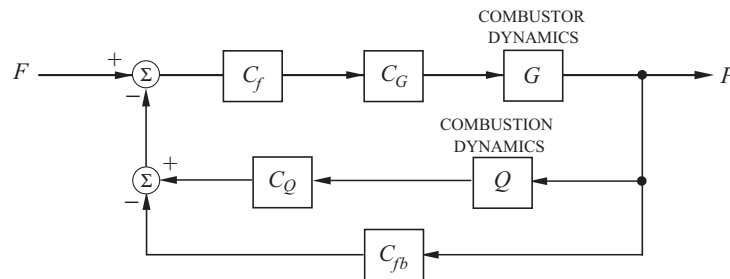 COMBUSTOR
DYNAMICS
+
F Σ C_f C_G G
−
COMBUSTION
DYNAMICS
+
Σ C_Q Q
−
C_fb